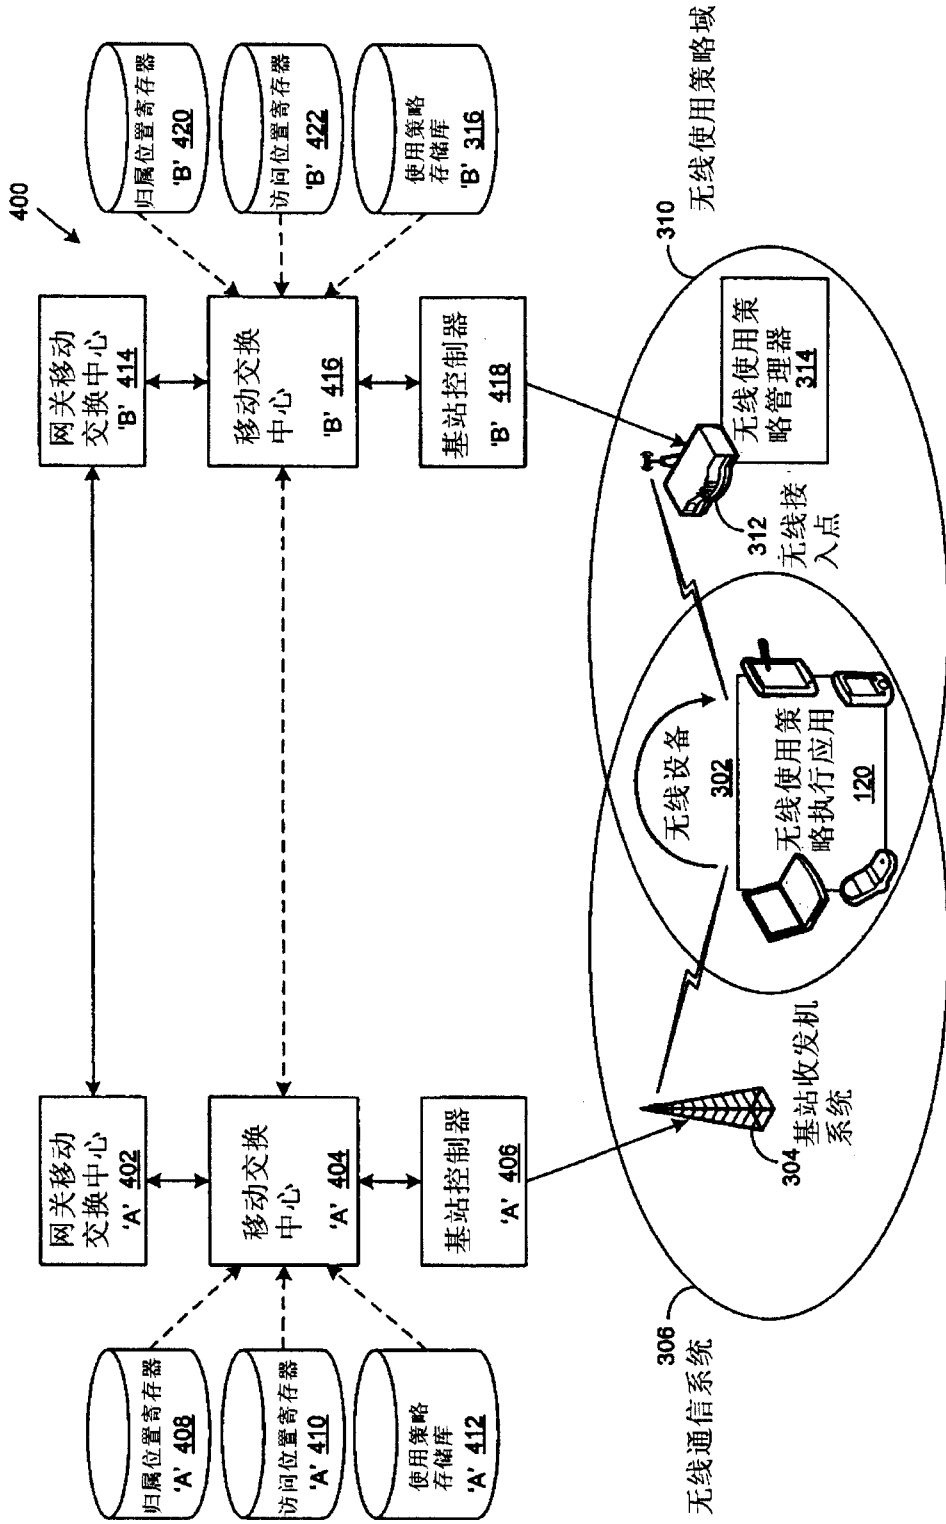 400
网关移动
交换中心
'A' 402
网关移动
交换中心
'B' 414
归属位置寄存器
'A' 408
访问位置寄存器
'A' 410
使用策略
存储库
'A' 412
移动交换
中心
'A' 404
移动交换
中心
'B' 416
归属位置寄存器
'B' 420
访问位置寄存器
'B' 422
使用策略
存储库
'B' 316
基站控制器
'A' 406
基站控制器
'B' 418
306
无线通信系统
304
基站收发机
系统
无线设备
302
无线使用策
略执行应用
120
312
无线接
入点
无线使用策
略管理器
314
310
无线使用策略域